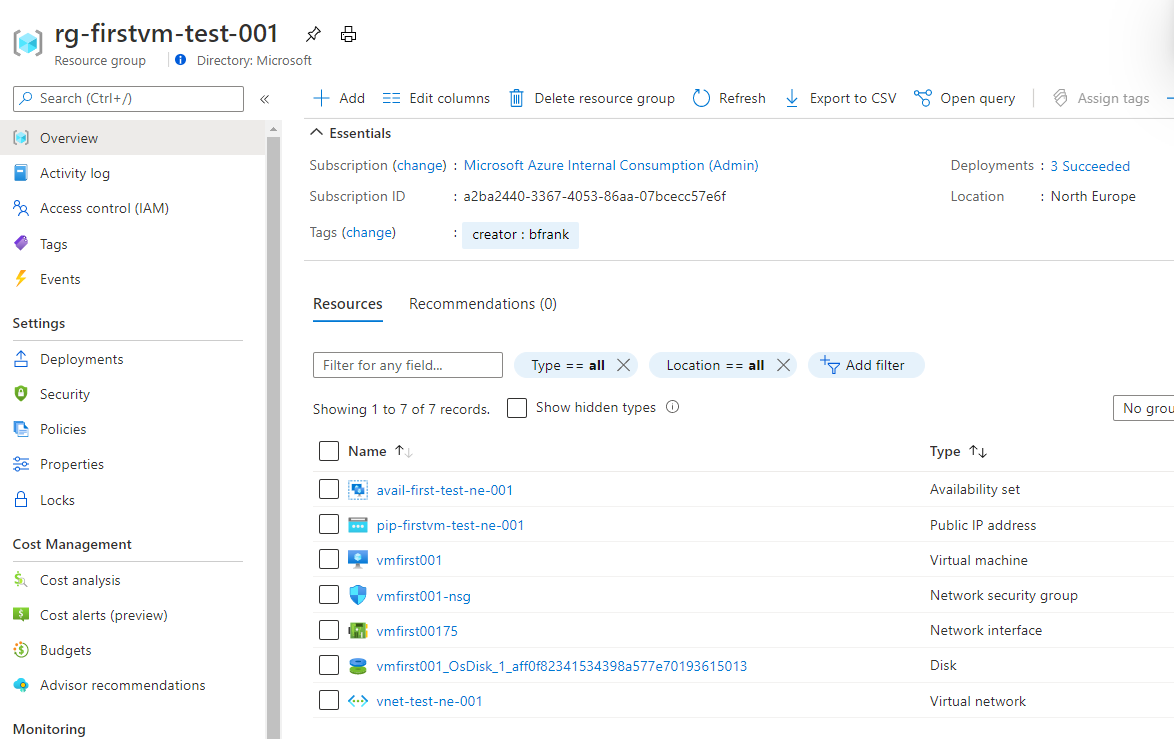 rg-firstvm-test-001
Resource group
Directory: Microsoft
Search (Ctrl+/)
«
Overview
Activity log
Access control (IAM)
Tags
Events
Settings
Deployments
Security
Policies
Properties
Locks
Cost Management
Cost analysis
Cost alerts (preview)
Budgets
Advisor recommendations
Monitoring
Add Edit columns Delete resource group Refresh Export to CSV Open query Assign tags
Essentials
Subscription (change) : Microsoft Azure Internal Consumption (Admin) Deployments : 3 Succeeded
Subscription ID : a2ba2440-3367-4053-86aa-07bcecc57e6f Location : North Europe
Tags (change) : creator : bfrank
Resources Recommendations (0)
Filter for any field... Type == all Location == all Add filter
Showing 1 to 7 of 7 records. Show hidden types No grou
Name Type
avail-first-test-ne-001 Availability set
pip-firstvm-test-ne-001 Public IP address
vmfirst001 Virtual machine
vmfirst001-nsg Network security group
vmfirst00175 Network interface
vmfirst001_OsDisk_1_aff0f82341534398a577e70193615013 Disk
vnet-test-ne-001 Virtual network